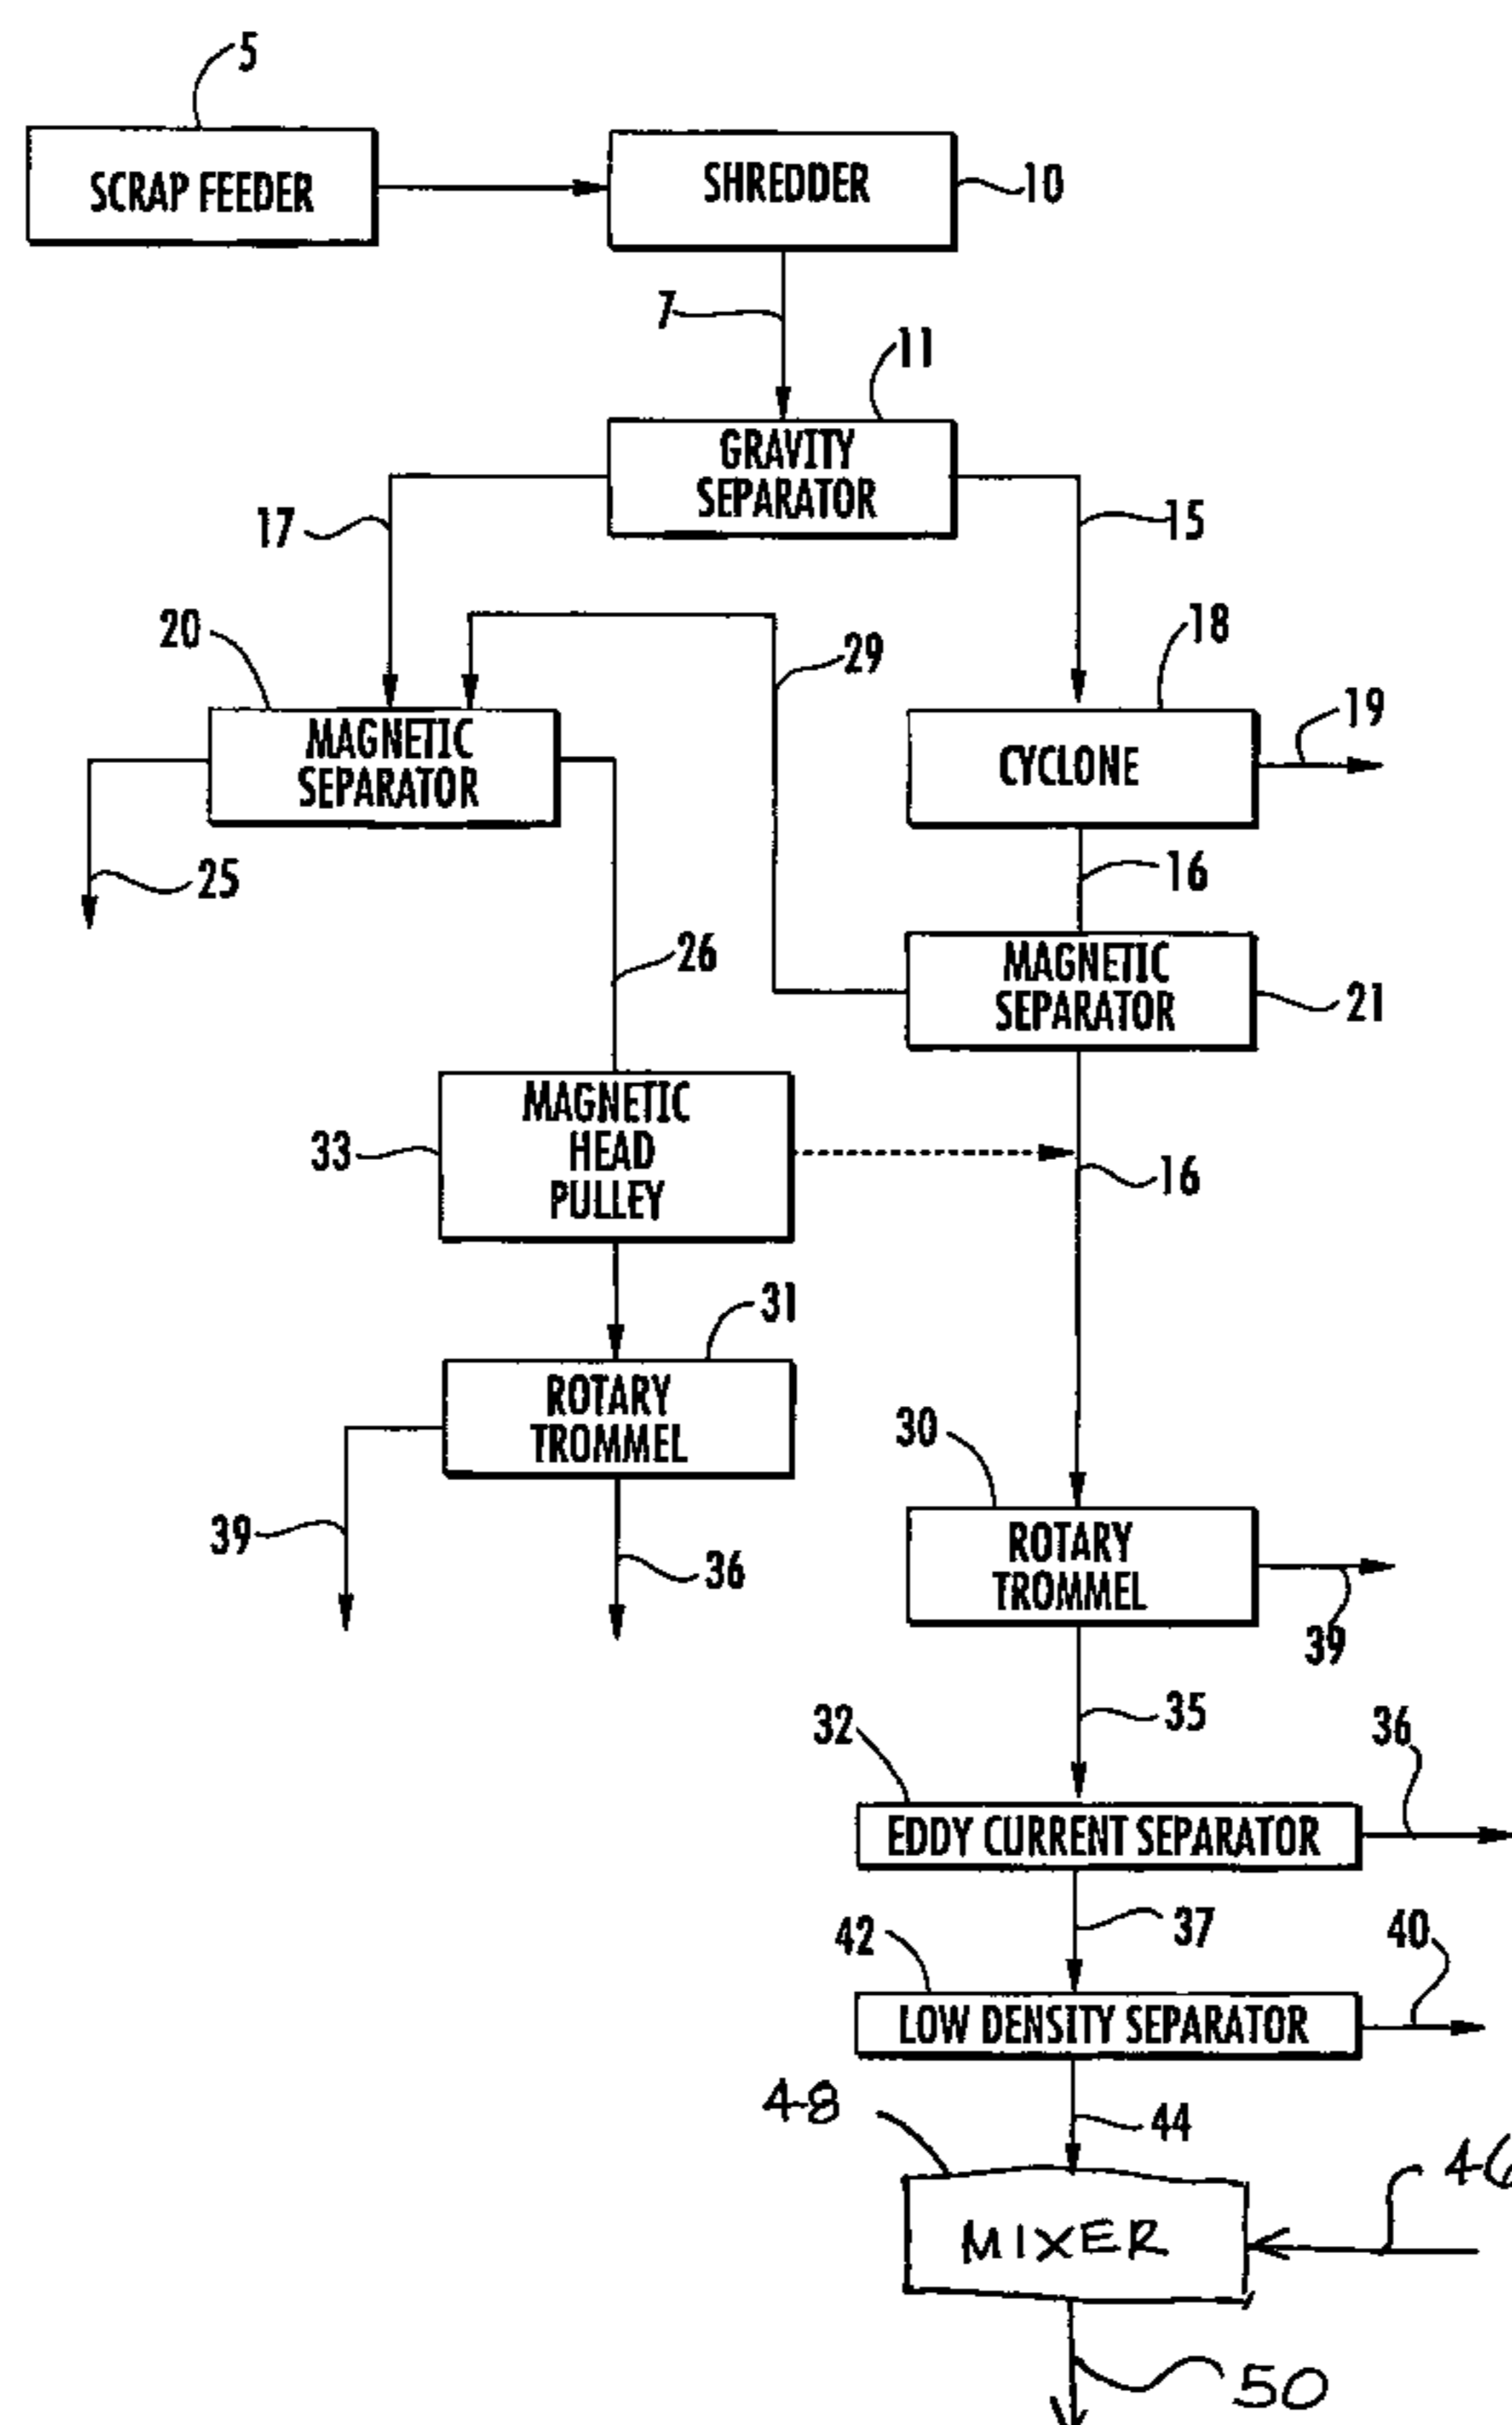 5
SCRAP FEEDER
SHREDDER
10
7
11
GRAVITY
SEPARATOR
17
15
20
29
18
19
MAGNETIC
SEPARATOR
CYCLONE
25
16
26
MAGNETIC
SEPARATOR
21
MAGNETIC
HEAD
PULLEY
33
16
31
ROTARY
TROMMEL
30
39
36
ROTARY
TROMMEL
39
35
32
36
EDDY CURRENT SEPARATOR
37
42
40
LOW DENSITY SEPARATOR
48
44
46
MIXER
50